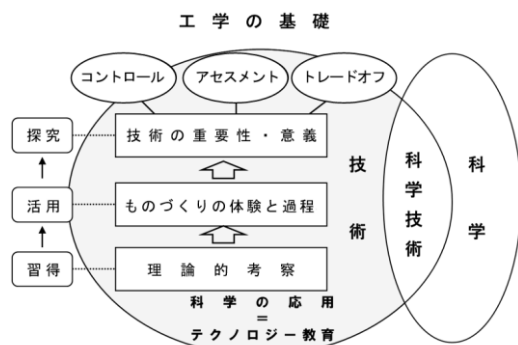 工学の基礎
コントロール
アセスメント
トレードオフ
探究
技術の重要性・意義
活用
ものづくりの体験と過程
習得
理論的考察
技術
科学技術
科学
科学の応用
=
テクノロジー教育